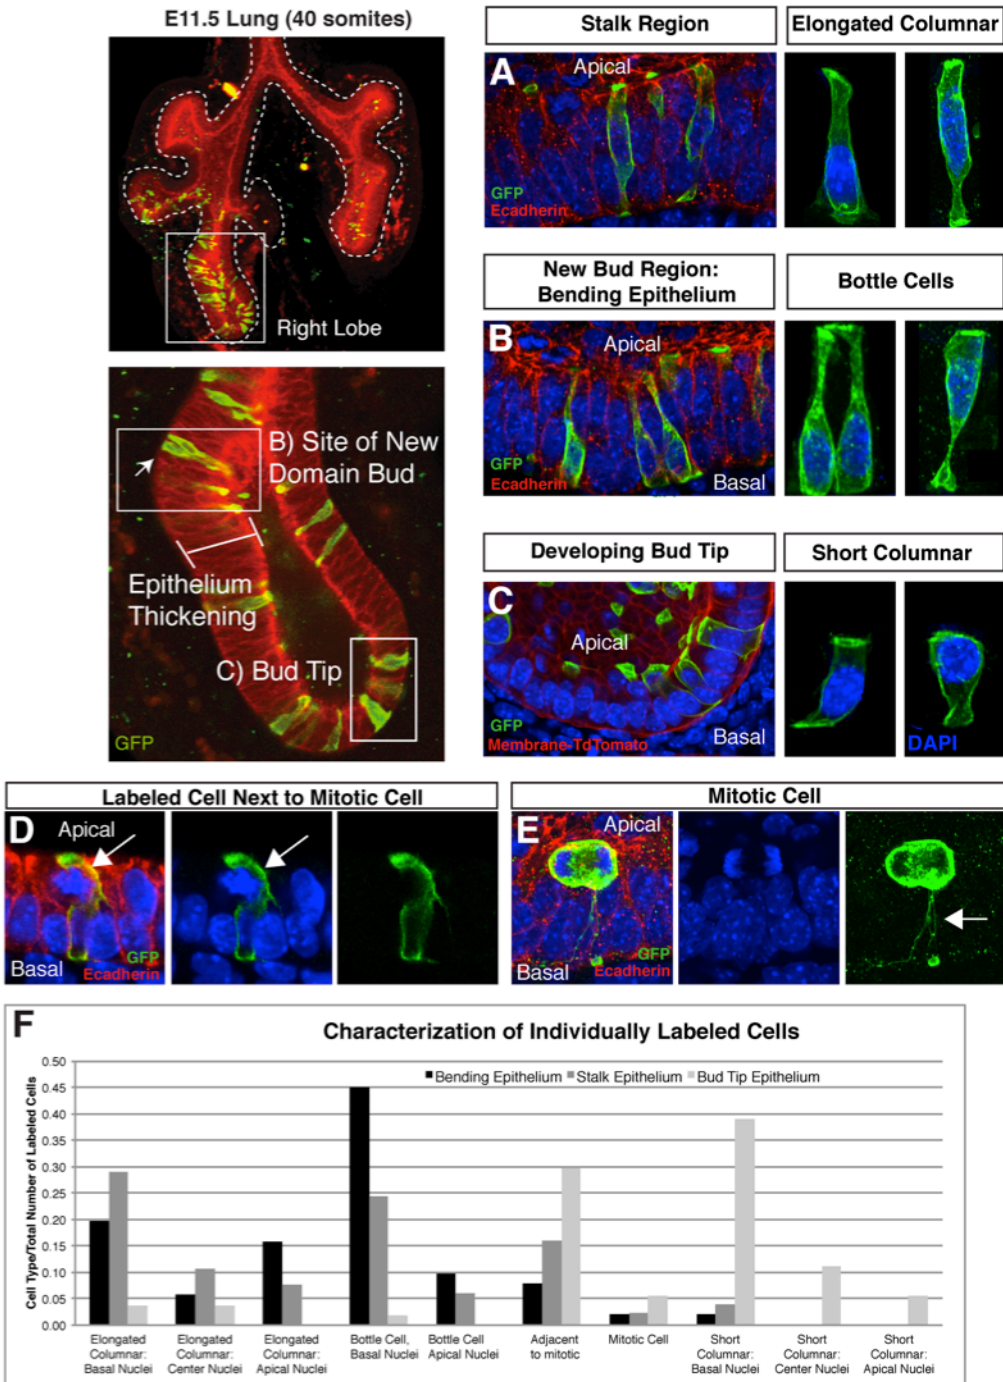 E11.5 Lung (40 somites)
Right Lobe
B) Site of New
Domain Bud
Epithelium
Thickening
C) Bud Tip
GFP
Stalk Region
Elongated Columnar
A
Apical
GFP
Ecadherin
New Bud Region:
Bending Epithelium
Bottle Cells
B
Apical
GFP
Ecadherin
Basal
Developing Bud Tip
Short Columnar
C
Apical
GFP
Membrane-TdTomato
Basal
DAPI
Labeled Cell Next to Mitotic Cell
Mitotic Cell
D
Apical
Basal
GFP
Ecadherin
E
Apical
Basal
GFP
Ecadherin
F
Characterization of Individually Labeled Cells
Bending Epithelium
Stalk Epithelium
Bud Tip Epithelium
Cell Type/Total Number of Labeled Cells
0.50
0.45
0.40
0.35
0.30
0.25
0.20
0.15
0.10
0.05
0.00
Elongated
Columnar:
Basal Nuclei
Elongated
Columnar:
Center Nuclei
Elongated
Columnar:
Apical Nuclei
Bottle Cell,
Basal Nuclei
Bottle Cell
Apical Nuclei
Adjacent
to mitotic
Mitotic Cell
Short
Columnar:
Basal Nuclei
Short
Columnar:
Center Nuclei
Short
Columnar:
Apical Nuclei